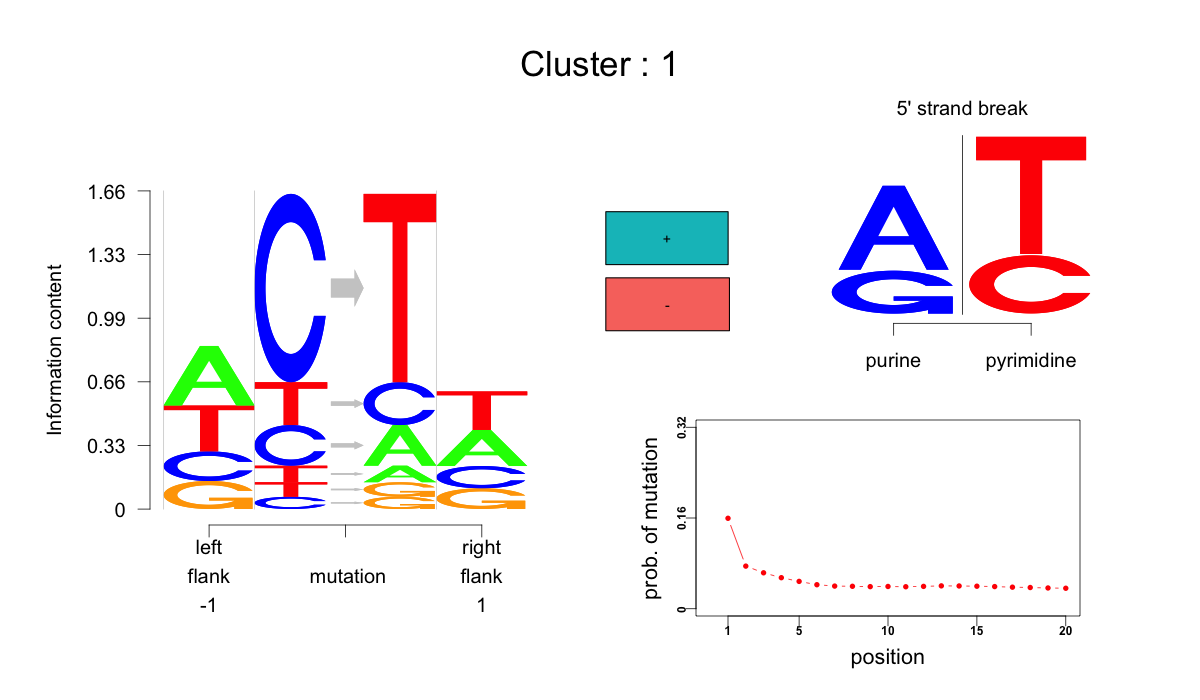 Cluster : 1
5' strand break
A T
G C
purine pyrimidine
Information content
1.66
1.33
0.99
0.66
0.33
0
A C T
T T C T
C C A A
G T A C
T G G
C G
left right
flank mutation flank
-1 1
+
-
prob. of mutation
0.32
0.16
0
1 5 10 15 20
position